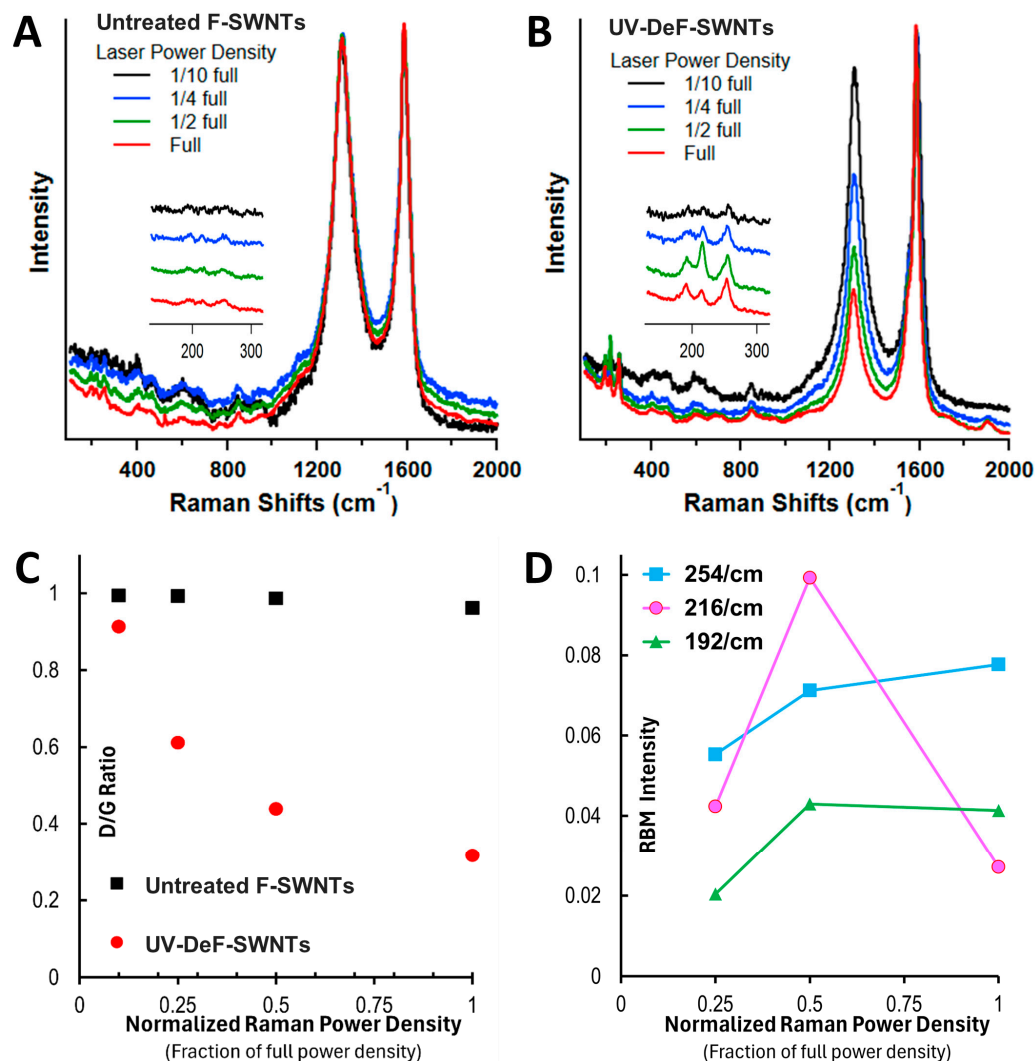 A
Untreated F-SWNTs
Laser Power Density
1/10 full
1/4 full
1/2 full
Full
Intensity
200 300
400 800 1200 1600 2000
Raman Shifts (cm-1)
B
UV-DeF-SWNTs
Laser Power Density
1/10 full
1/4 full
1/2 full
Full
Intensity
200 300
400 800 1200 1600 2000
Raman Shifts (cm-1)
C
1
0.8
0.6
0.4
0.2
0
D/G Ratio
Untreated F-SWNTs
UV-DeF-SWNTs
0 0.25 0.5 0.75 1
Normalized Raman Power Density
(Fraction of full power density)
D
0.1
0.08
0.06
0.04
0.02
0
RBM Intensity
254/cm
216/cm
192/cm
0 0.25 0.5 0.75 1
Normalized Raman Power Density
(Fraction of full power density)